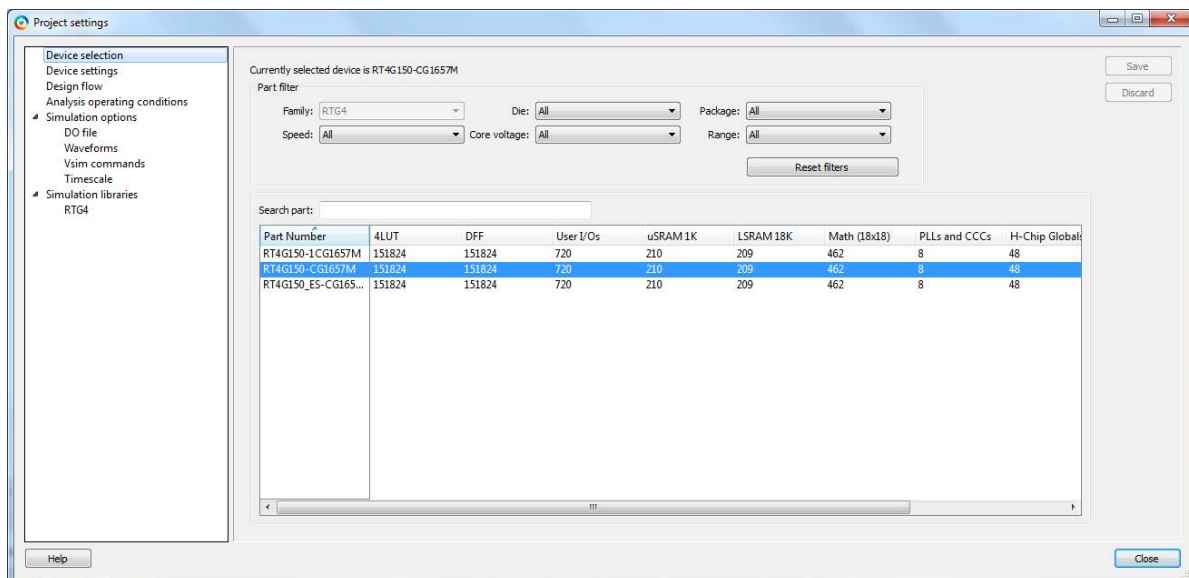 Project settings
Device selection
Device settings
Design flow
Analysis operating conditions
Simulation options
DO file
Waveforms
Vsim commands
Timescale
Simulation libraries
RTG4
Currently selected device is RT4G150-CG1657M
Part filter
Family: RTG4 Die: All Package: All
Speed: All Core voltage: All Range: All
Reset filters
Search part:
Part Number 4LUT DFF User I/Os uSRAM 1K LSRAM 18K Math (18x18) PLLs and CCCs H-Chip Globals
RT4G150-1CG1657M 151824 151824 720 210 209 462 8 48
RT4G150-CG1657M 151824 151824 720 210 209 462 8 48
RT4G150_ES-CG165... 151824 151824 720 210 209 462 8 48
Save
Discard
Help
Close